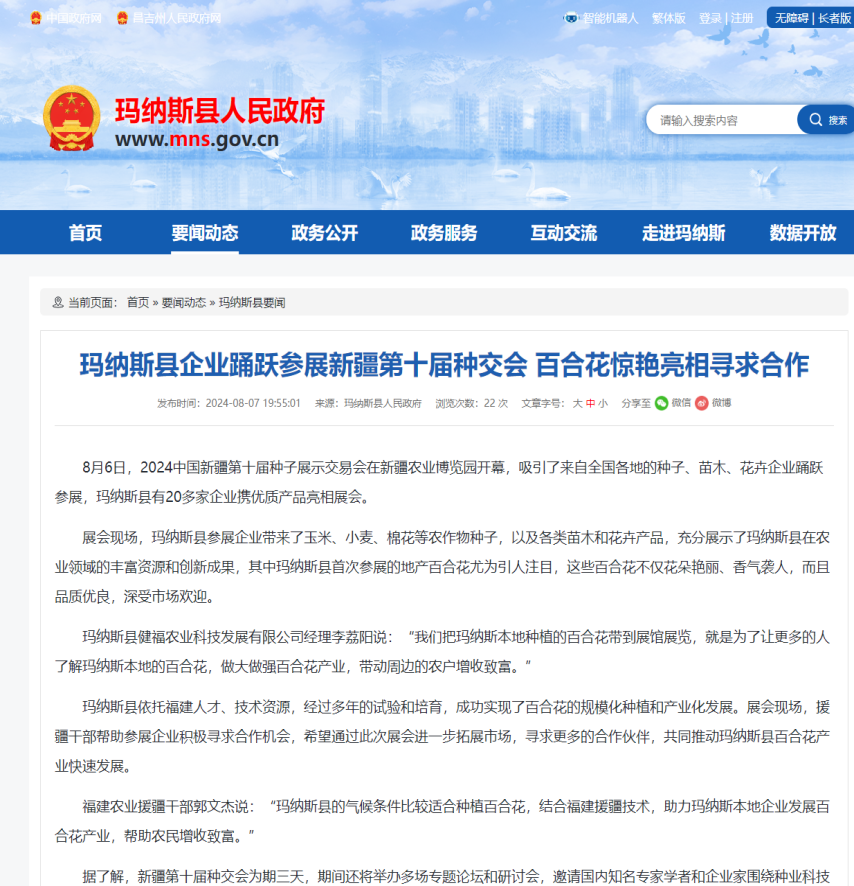 中国政府网 昌吉州人民政府网 智能机器人 繁体版 登录 | 注册 无障碍 | 长者版
玛纳斯县人民政府
www.mns.gov.cn
请输入搜索内容 搜索
首页 要闻动态 政务公开 政务服务 互动交流 走进玛纳斯 数据开放
当前页面： 首页 » 要闻动态 » 玛纳斯县要闻
玛纳斯县企业踊跃参展新疆第十届种交会 百合花惊艳亮相寻求合作
发布时间：2024-08-07 19:55:01 来源：玛纳斯县人民政府 浏览次数：22 次 文章字号： 大 中 小 分享至 微信 微博
8月6日，2024中国新疆第十届种子展示交易会在新疆农业博览园开幕，吸引了来自全国各地的种子、苗木、花卉企业踊跃
参展，玛纳斯县有20多家企业携优质产品亮相展会。
展会现场，玛纳斯县参展企业带来了玉米、小麦、棉花等农作物种子，以及各类苗木和花卉产品，充分展示了玛纳斯县在农
业领域的丰富资源和创新成果，其中玛纳斯县首次参展的地产百合花尤为引人注目，这些百合花不仅花朵艳丽、香气袭人，而且
品质优良，深受市场欢迎。
玛纳斯县健福农业科技发展有限公司经理李荔阳说：“我们把玛纳斯本地种植的百合花带到展馆展览，就是为了让更多的人
了解玛纳斯本地的百合花，做大做强百合花产业，带动周边的农户增收致富。”
玛纳斯县依托福建人才、技术资源，经过多年的试验和培育，成功实现了百合花的规模化种植和产业化发展。展会现场，援
疆干部帮助参展企业积极寻求合作机会，希望通过此次展会进一步拓展市场，寻求更多的合作伙伴，共同推动玛纳斯县百合花产
业快速发展。
福建农业援疆干部郭文杰说：“玛纳斯县的气候条件比较适合种植百合花，结合福建援疆技术，助力玛纳斯本地企业发展百
合花产业，帮助农民增收致富。”
据了解，新疆第十届种交会为期三天，期间还将举办多场专题论坛和研讨会，邀请国内知名专家学者和企业家围绕种业科技